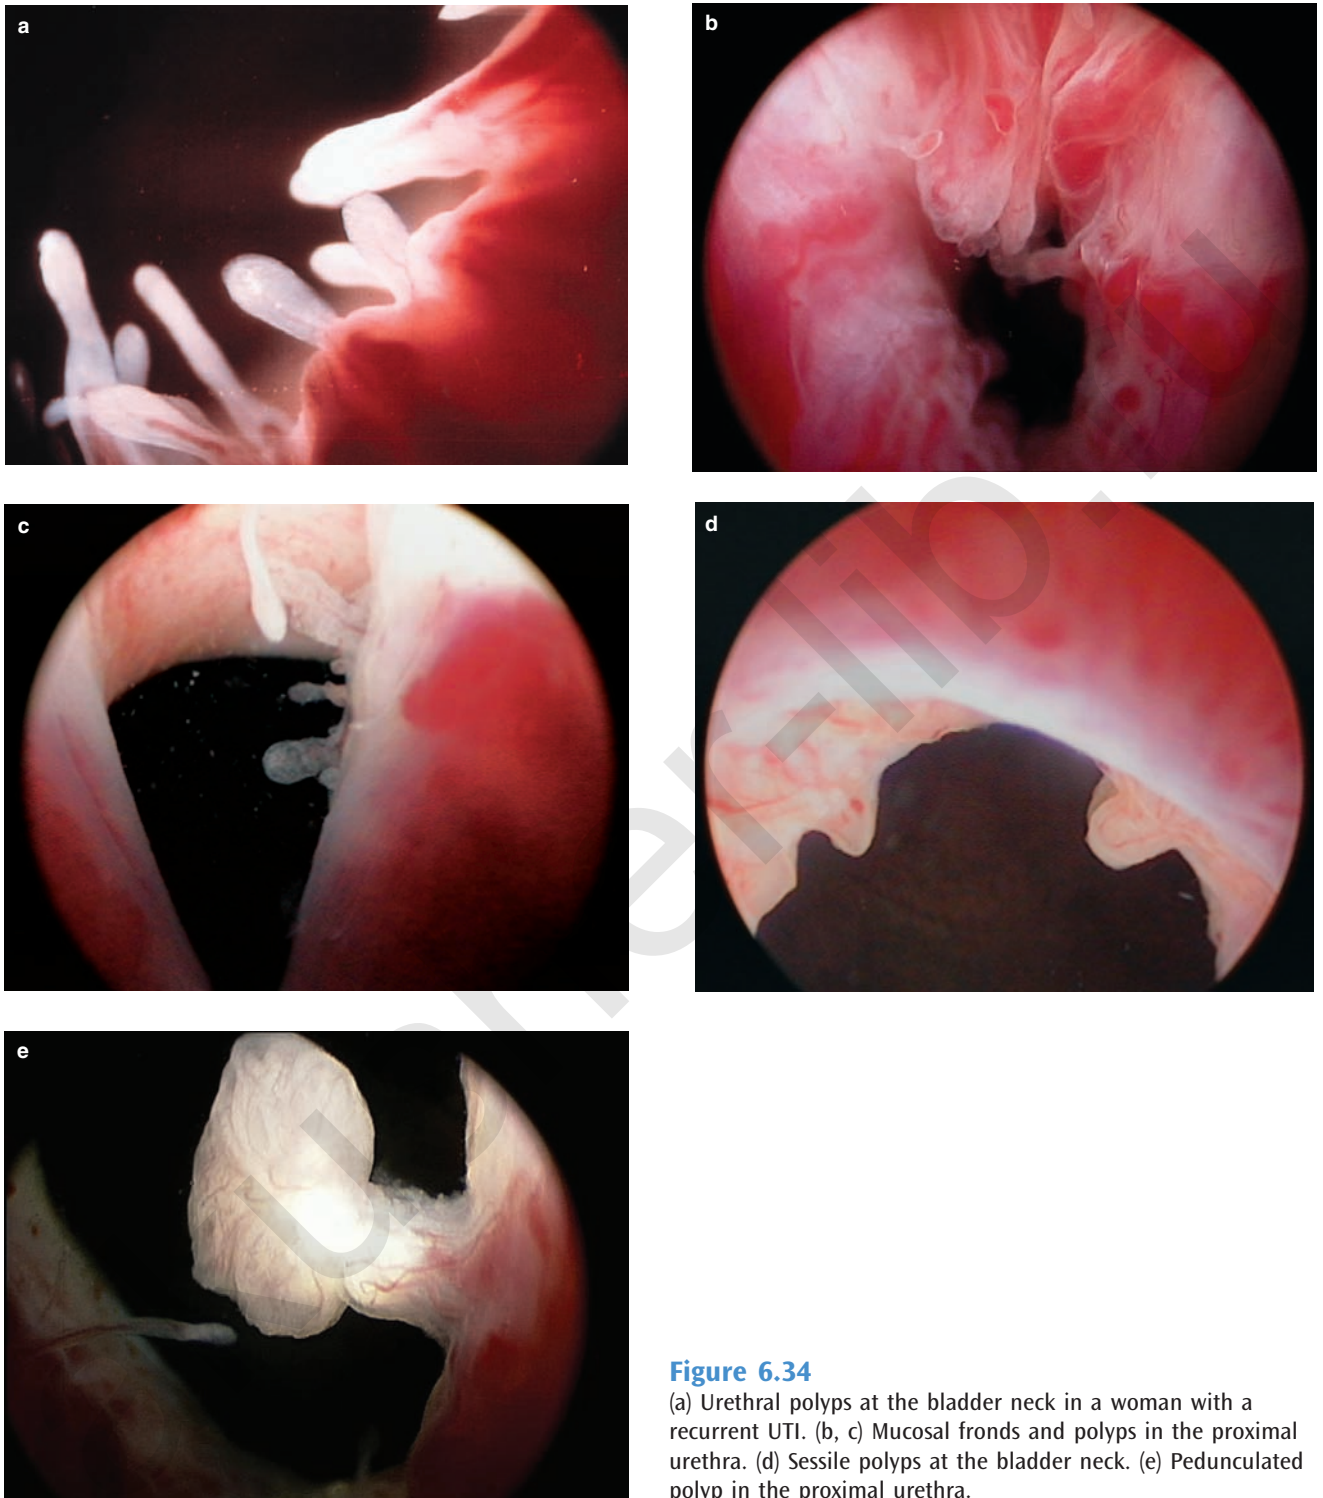 a
b
c
d
e
Figure 6.34
(a) Urethral polyps at the bladder neck in a woman with a
recurrent UTI. (b, c) Mucosal fronds and polyps in the proximal
urethra. (d) Sessile polyps at the bladder neck. (e) Pedunculated
polyp in the proximal urethra.